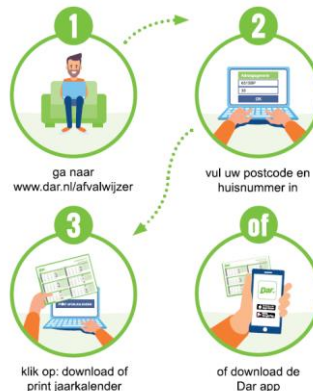 1
ga naar
www.dar.nl/afvalwijzer
2
OK
vul uw postcode en
huisnummer in
3
klik op: download of
print jaarkalender
of
Dar
of download de
Dar app